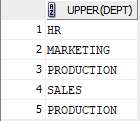 UPPER(DEPT)
1 HR
2 MARKETING
3 PRODUCTION
4 SALES
5 PRODUCTION